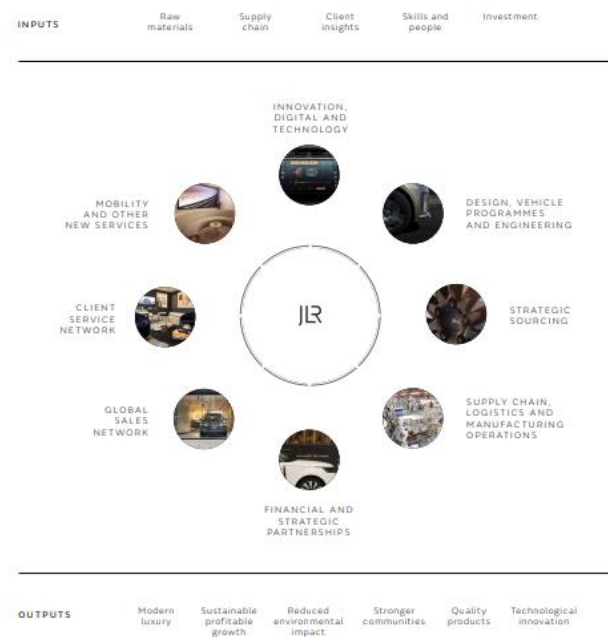 INPUTS
Raw
materials
Supply
chain
Client
insights
Skills and
people
Investment
INNOVATION,
DIGITAL AND
TECHNOLOGY
MOBILITY
AND OTHER
NEW SERVICES
DESIGN, VEHICLE
PROGRAMMES
AND ENGINEERING
CLIENT
SERVICE
NETWORK
JLR
STRATEGIC
SOURCING
GLOBAL
SALES
NETWORK
SUPPLY CHAIN,
LOGISTICS AND
MANUFACTURING
OPERATIONS
FINANCIAL AND
STRATEGIC
PARTNERSHIPS
OUTPUTS
Modern
luxury
Sustainable
profitable
growth
Reduced
environmental
impact
Stronger
communities
Quality
products
Technological
innovation